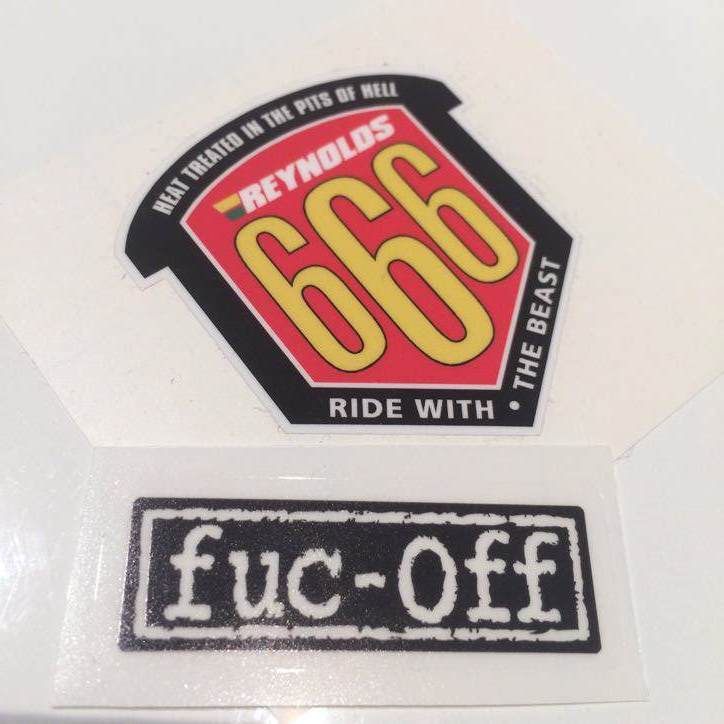 HEAT TREATED IN THE PITS OF HELL
REYNOLDS
666
RIDE WITH • THE BEAST
fuc-Off